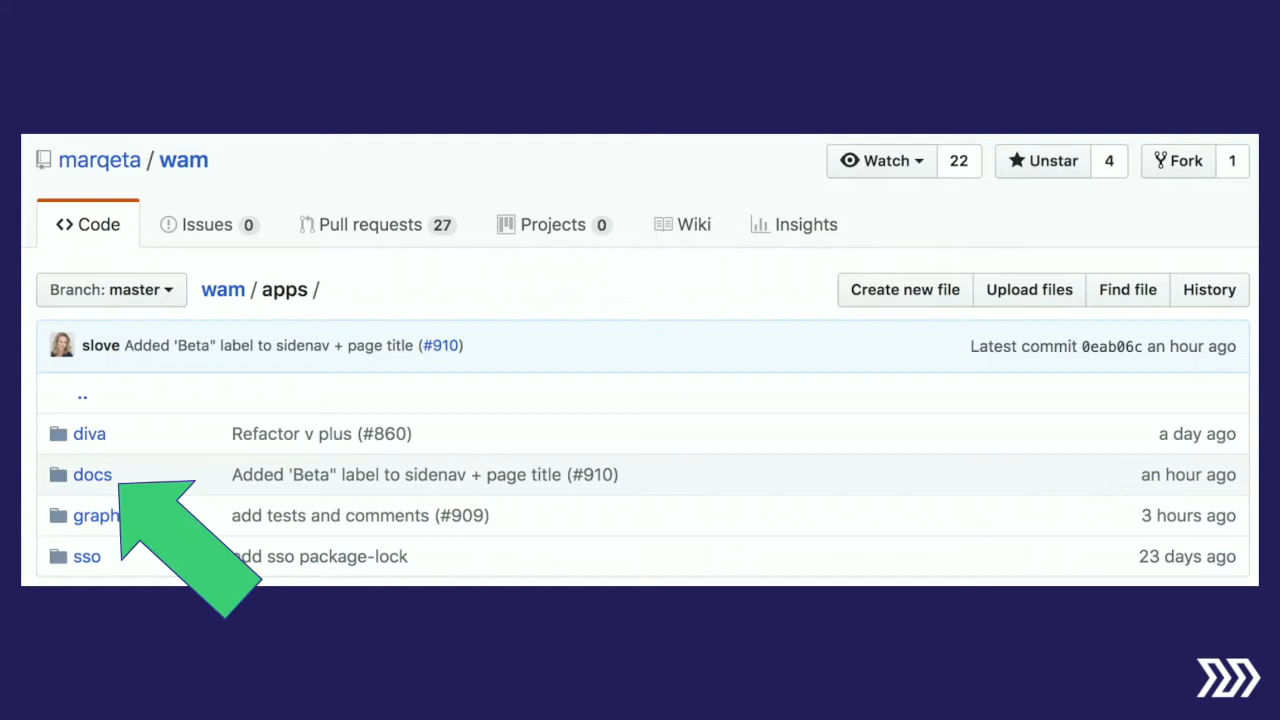 marqeta / wam
Watch 22 Unstar 4 Fork 1
Code Issues 0 Pull requests 27 Projects 0 Wiki Insights
Branch: master wam / apps / Create new file Upload files Find file History
slove Added 'Beta" label to sidenav + page title (#910) Latest commit 0eab06c an hour ago
..
diva Refactor v plus (#860) a day ago
docs Added 'Beta" label to sidenav + page title (#910) an hour ago
graph add tests and comments (#909) 3 hours ago
sso add sso package-lock 23 days ago